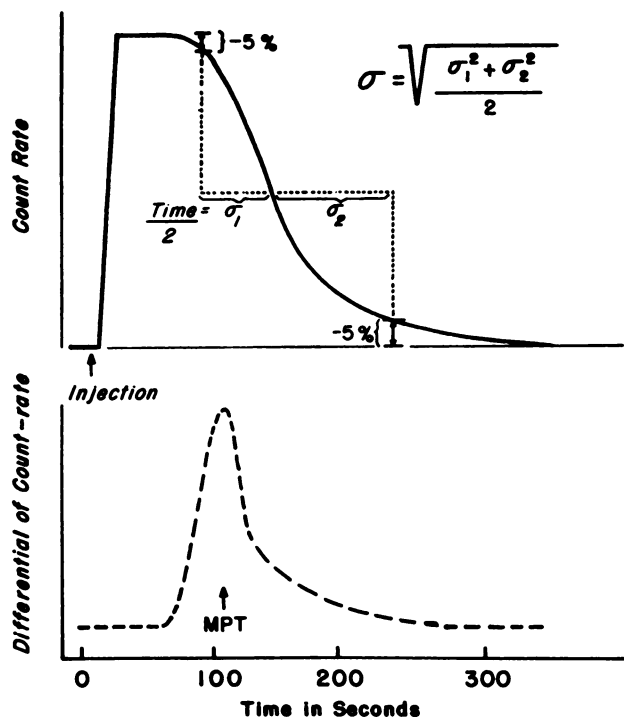 -5%
σ = √ σ₁² + σ₂² / 2
Count Rate
Time / 2 = σ₁ σ₂
-5%
Injection
Differential of Count-rate
MPT
0 100 200 300
Time in Seconds